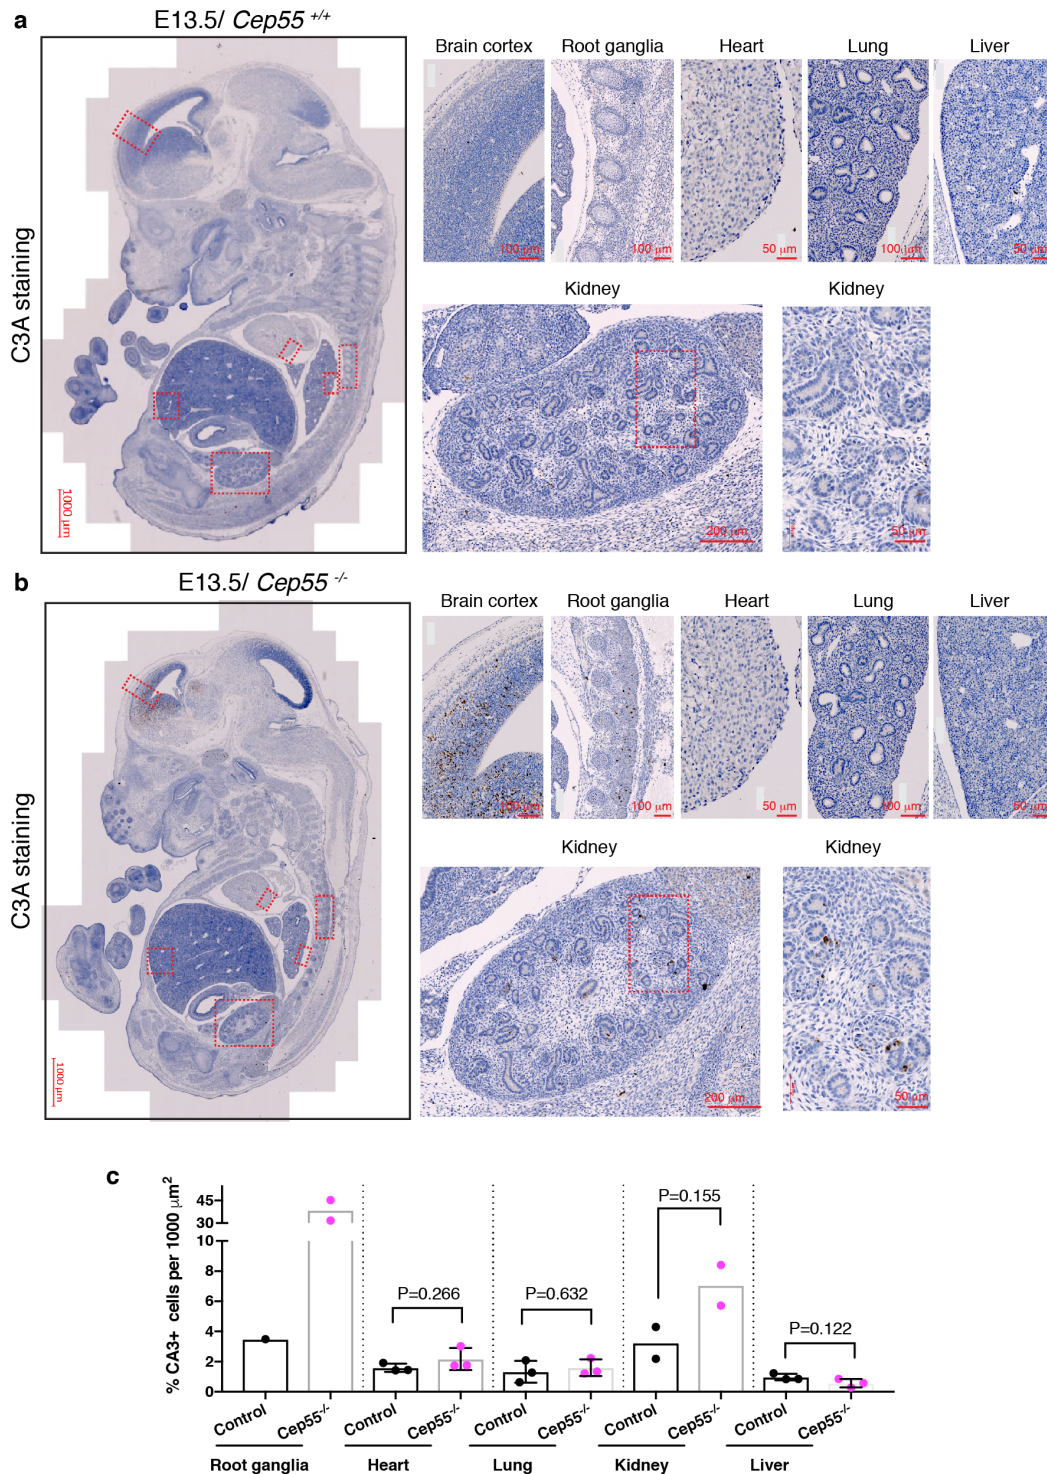 a
E13.5/ Cep55 +/+
C3A staining
1000 µm
Brain cortex
Root ganglia
Heart
Lung
Liver
100 µm
100 µm
50 µm
100 µm
50 µm
Kidney
Kidney
200 µm
50 µm
b
E13.5/ Cep55 -/-
C3A staining
1000 µm
Brain cortex
Root ganglia
Heart
Lung
Liver
100 µm
100 µm
50 µm
100 µm
50 µm
Kidney
Kidney
200 µm
50 µm
c
% CA3+ cells per 1000 µm²
45
30
10
8
6
4
2
0
P=0.266
P=0.632
P=0.155
P=0.122
Control Cep55-/- Control Cep55-/- Control Cep55-/- Control Cep55-/- Control Cep55-/-
Root ganglia Heart Lung Kidney Liver